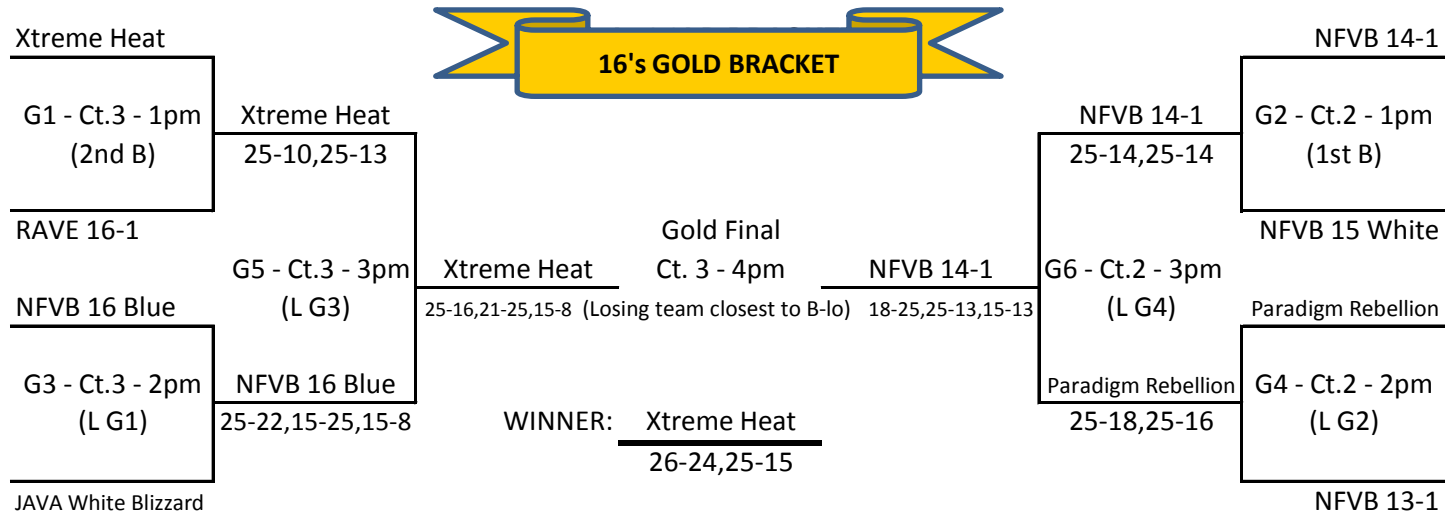 16's GOLD BRACKET
Xtreme Heat
NFVB 14-1
G1 - Ct.3 - 1pm
(2nd B)
Xtreme Heat
25-10,25-13
NFVB 14-1
25-14,25-14
G2 - Ct.2 - 1pm
(1st B)
RAVE 16-1
NFVB 15 White
G5 - Ct.3 - 3pm
(L G3)
Xtreme Heat
25-16,21-25,15-8
Gold Final
Ct. 3 - 4pm
(Losing team closest to B-lo)
NFVB 14-1
18-25,25-13,15-13
G6 - Ct.2 - 3pm
(L G4)
NFVB 16 Blue
Paradigm Rebellion
G3 - Ct.3 - 2pm
(L G1)
NFVB 16 Blue
25-22,15-25,15-8
WINNER: Xtreme Heat
26-24,25-15
Paradigm Rebellion
25-18,25-16
G4 - Ct.2 - 2pm
(L G2)
JAVA White Blizzard
NFVB 13-1